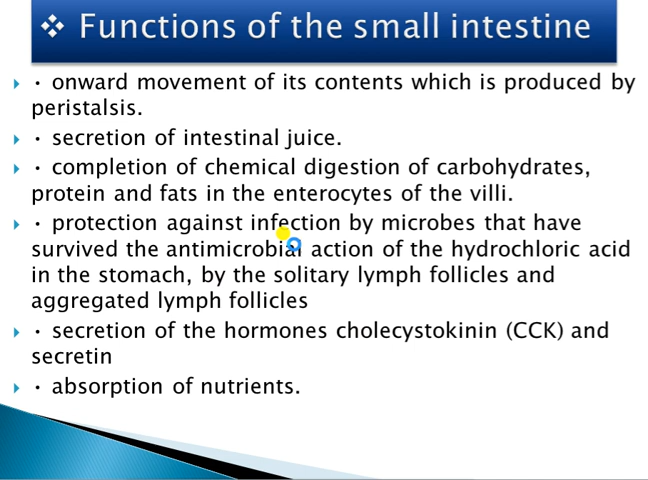 ❖ Functions of the small intestine
• onward movement of its contents which is produced by
peristalsis.
• secretion of intestinal juice.
• completion of chemical digestion of carbohydrates,
protein and fats in the enterocytes of the villi.
• protection against infection by microbes that have
survived the antimicrobial action of the hydrochloric acid
in the stomach, by the solitary lymph follicles and
aggregated lymph follicles
• secretion of the hormones cholecystokinin (CCK) and
secretin
• absorption of nutrients.